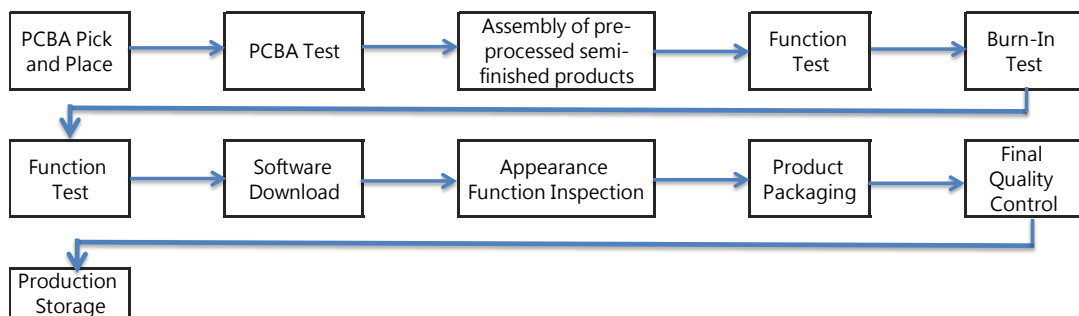 PCBA Pick
and Place
PCBA Test
Assembly of pre-
processed semi-
finished products
Function
Test
Burn-In
Test
Function
Test
Software
Download
Appearance
Function Inspection
Product
Packaging
Final
Quality
Control
Production
Storage